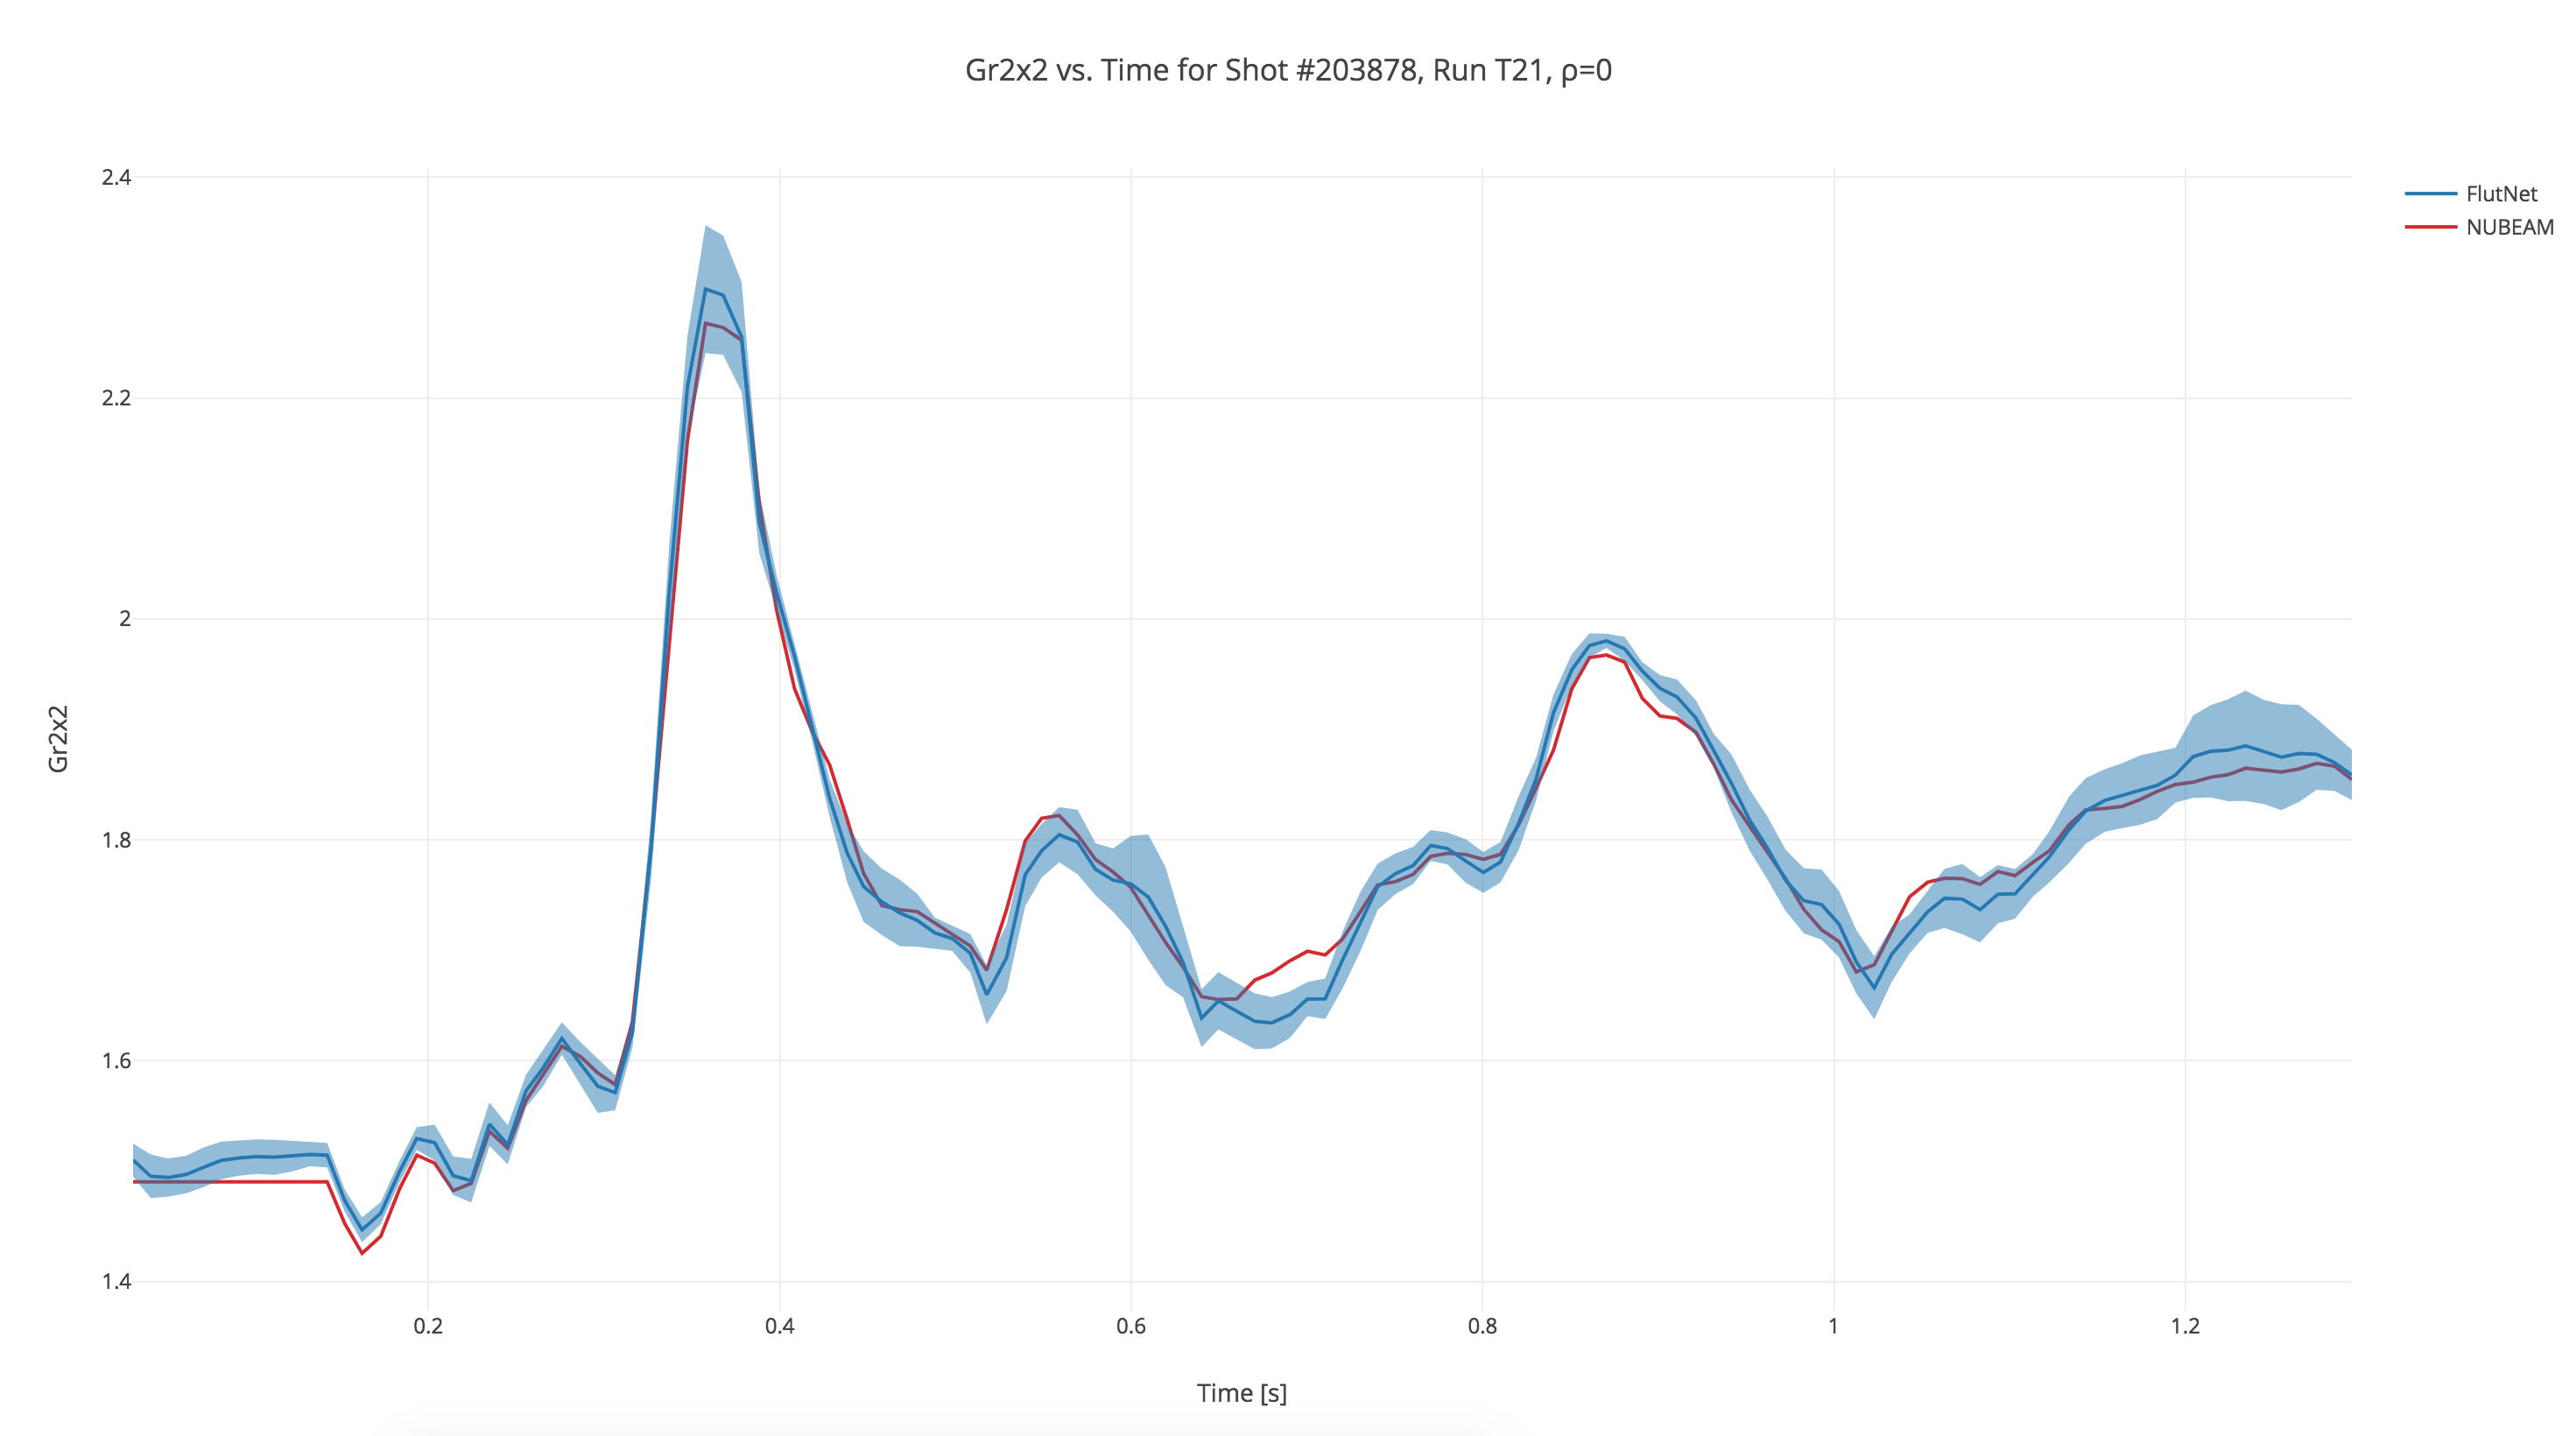 Gr2x2 vs. Time for Shot #203878, Run T21, ρ=0
2.4
2.2
2
1.8
1.6
1.4
Gr2x2
0.2 0.4 0.6 0.8 1 1.2
Time [s]
FlutNet
NUBEAM